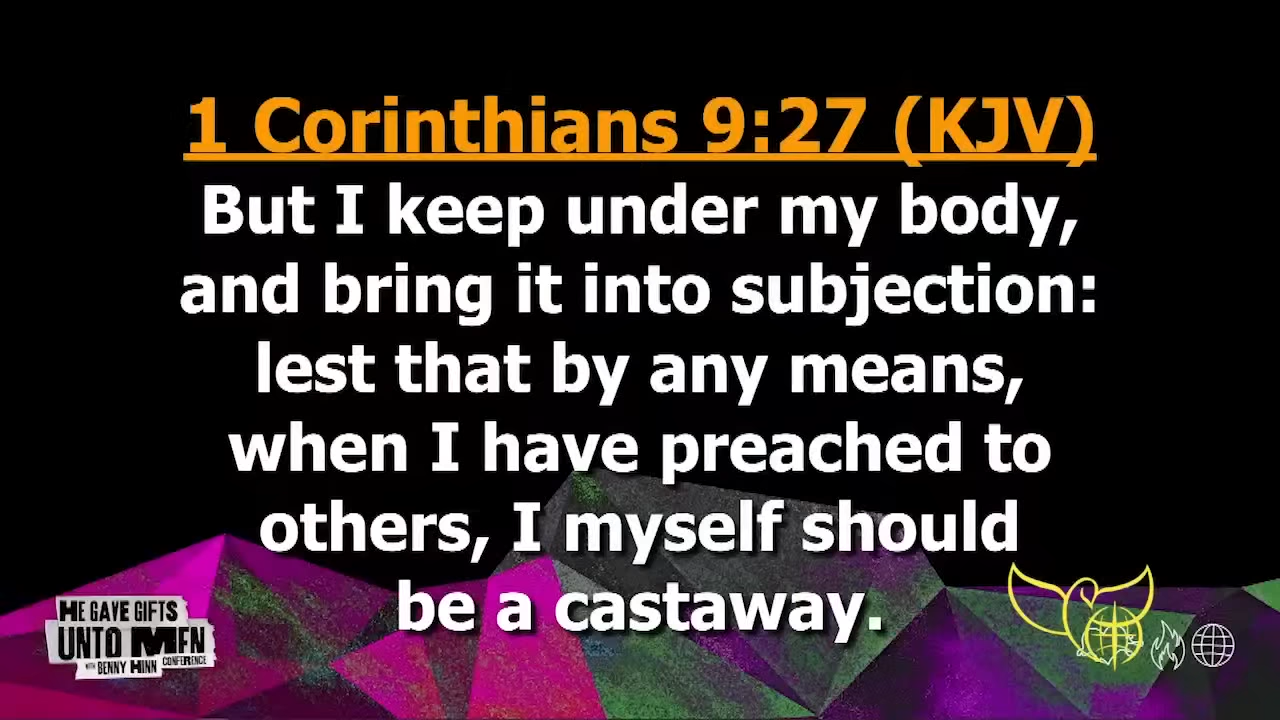 1 Corinthians 9:27 (KJV)
But I keep under my body,
and bring it into subjection:
lest that by any means,
when I have preached to
others, I myself should
be a castaway.
HE GAVE GIFTS
UNTO MEN
WITH BENNY HINN CONFERENCE